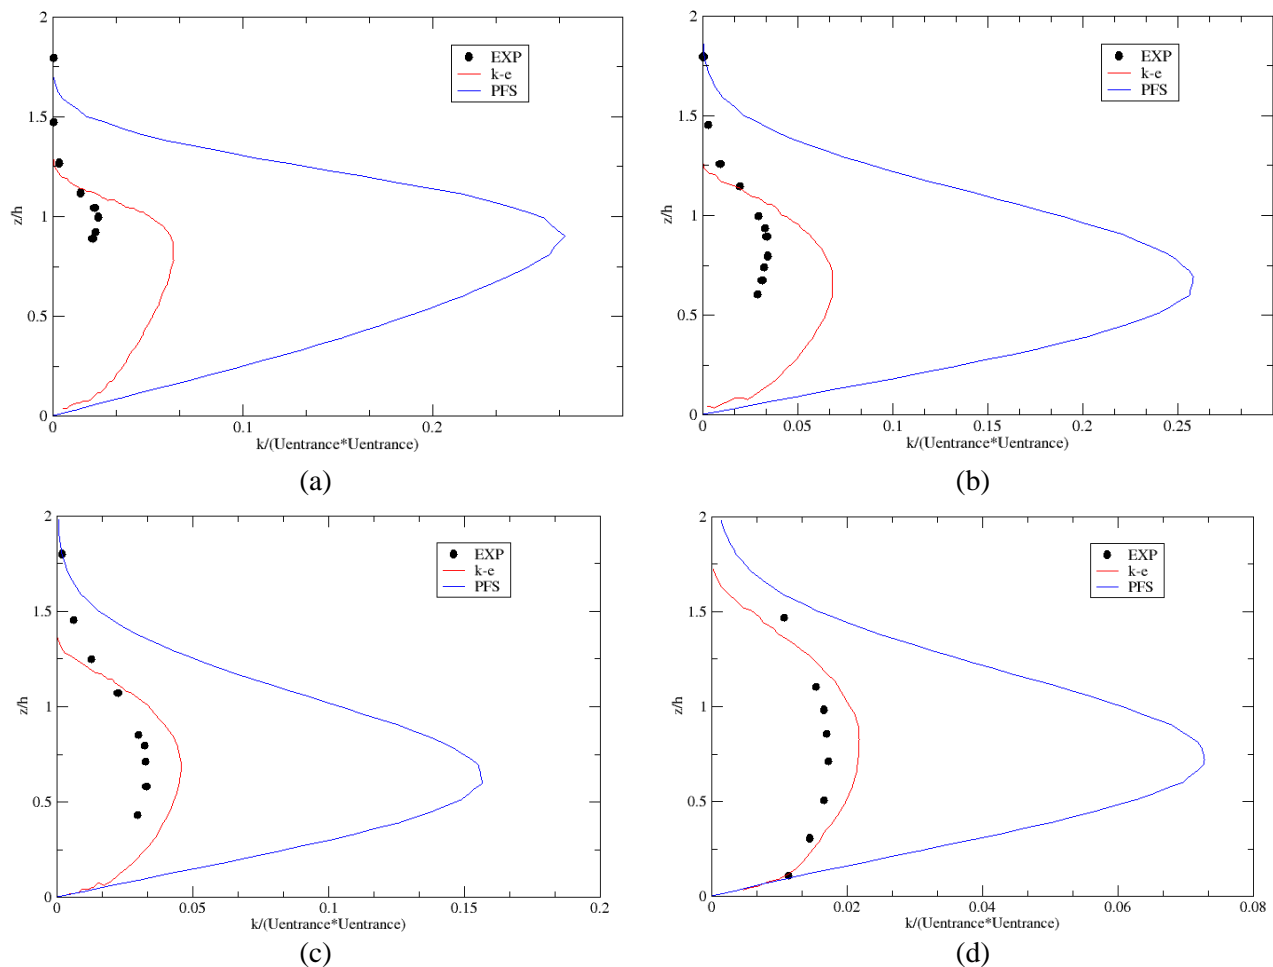 2
1.5
1
0.5
0
z/h
EXP
k-e
PFS
0.1
0.2
k/(Uentrance*Uentrance)
(a)
2
1.5
1
0.5
0
z/h
EXP
k-e
PFS
0
0.05
0.1
0.15
0.2
0.25
k/(Uentrance*Uentrance)
(b)
2
1.5
1
0.5
0
z/h
EXP
k-e
PFS
0
0.05
0.1
0.15
0.2
k/(Uentrance*Uentrance)
(c)
2
1.5
1
0.5
0
z/h
EXP
k-e
PFS
0
0.02
0.04
0.06
0.08
k/(Uentrance*Uentrance)
(d)